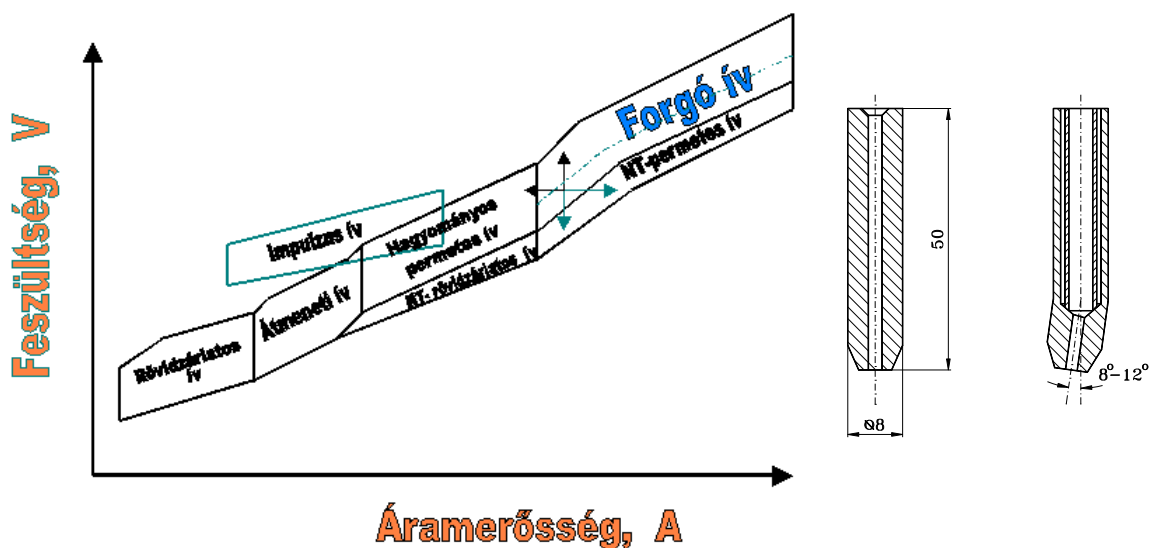 Feszültség, V
Rövidzárlatos
ív
Átmeneti ív
Impulzus ív
Hagyományos
permetes ív
NT- rövidzárlatos ív
Forgó ív
NT-permetes ív
Áramerősség, A
50
ø8
8°-12°